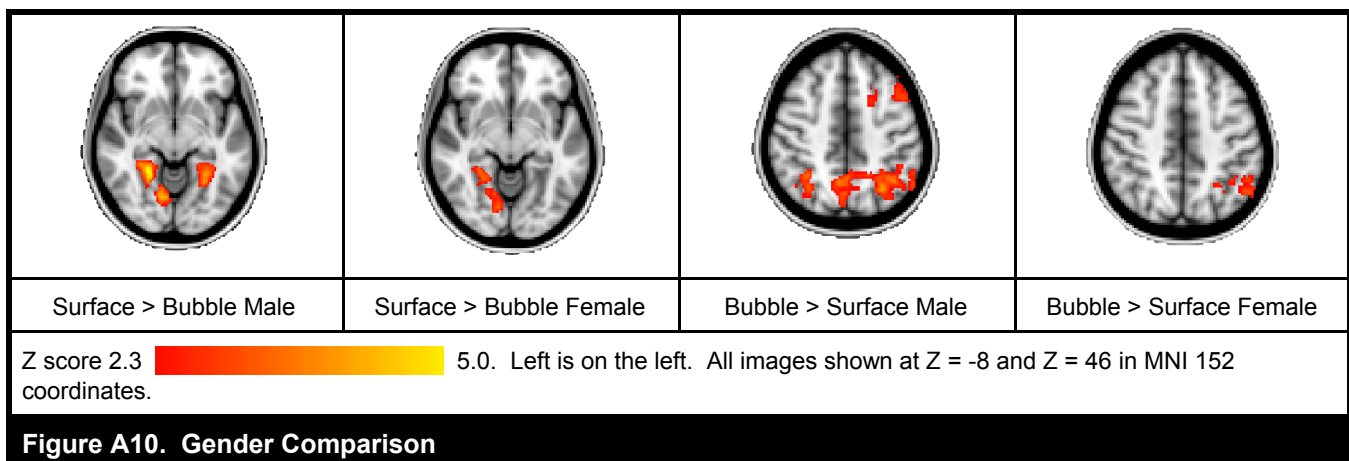 Surface > Bubble Male
Surface > Bubble Female
Bubble > Surface Male
Bubble > Surface Female
Z score 2.3 5.0. Left is on the left. All images shown at Z = -8 and Z = 46 in MNI 152
coordinates.
Figure A10. Gender Comparison